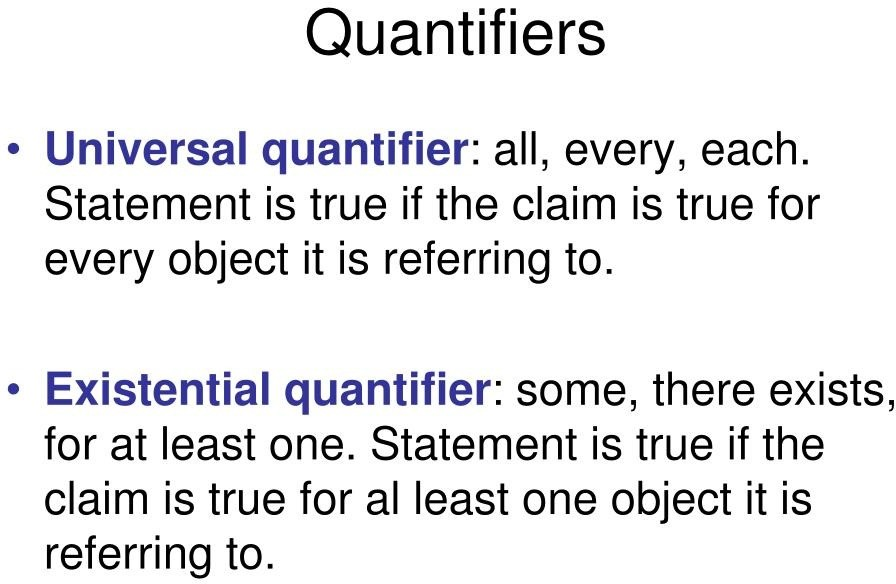 Quantifiers
• Universal quantifier: all, every, each.
Statement is true if the claim is true for
every object it is referring to.
• Existential quantifier: some, there exists,
for at least one. Statement is true if the
claim is true for al least one object it is
referring to.